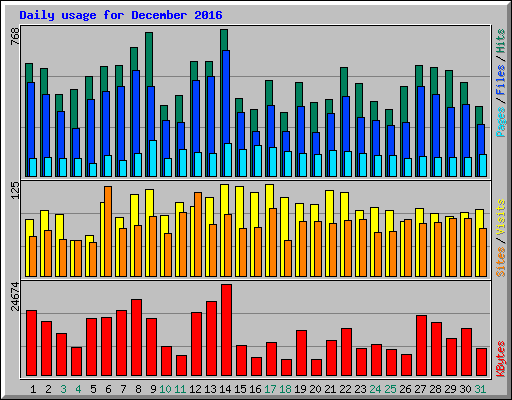 Daily usage for December 2016
768
Pages / Files / Hits
125
Sites / Visits
24674
KBytes
1 2 3 4 5 6 7 8 9 10 11 12 13 14 15 16 17 18 19 20 21 22 23 24 25 26 27 28 29 30 31